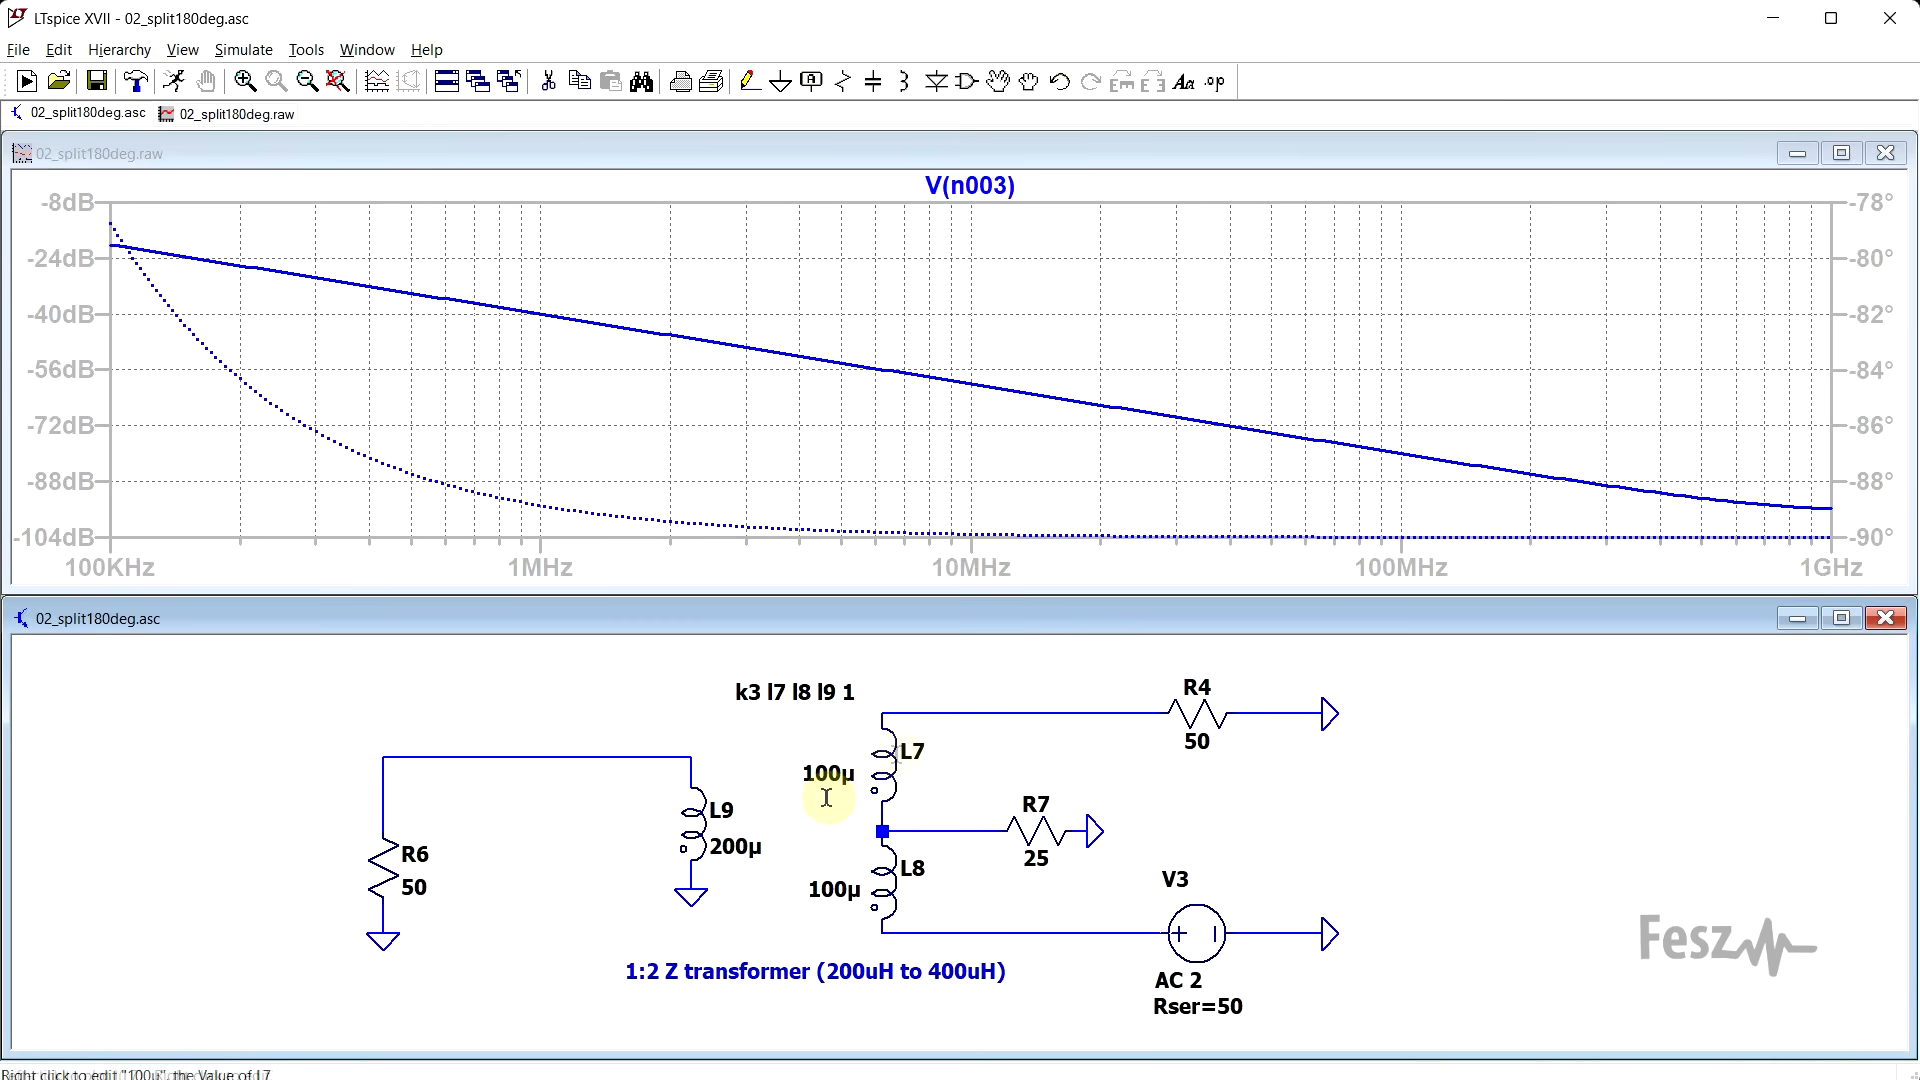 LTspice XVII - 02_split180deg.asc
File Edit Hierarchy View Simulate Tools Window Help
02_split180deg.asc 02_split180deg.raw
02_split180deg.raw
V(n003)
-8dB -78°
-24dB -80°
-40dB -82°
-56dB -84°
-72dB -86°
-88dB -88°
-104dB -90°
100KHz 1MHz 10MHz 100MHz 1GHz
02_split180deg.asc
k3 l7 l8 l9 1
R4
50
L7
100µ
R7
25
L9
200µ
R6
50
L8
100µ
V3
AC 2
Rser=50
1:2 Z transformer (200uH to 400uH)
Fesz
Right click to edit "100µ", the Value of L7